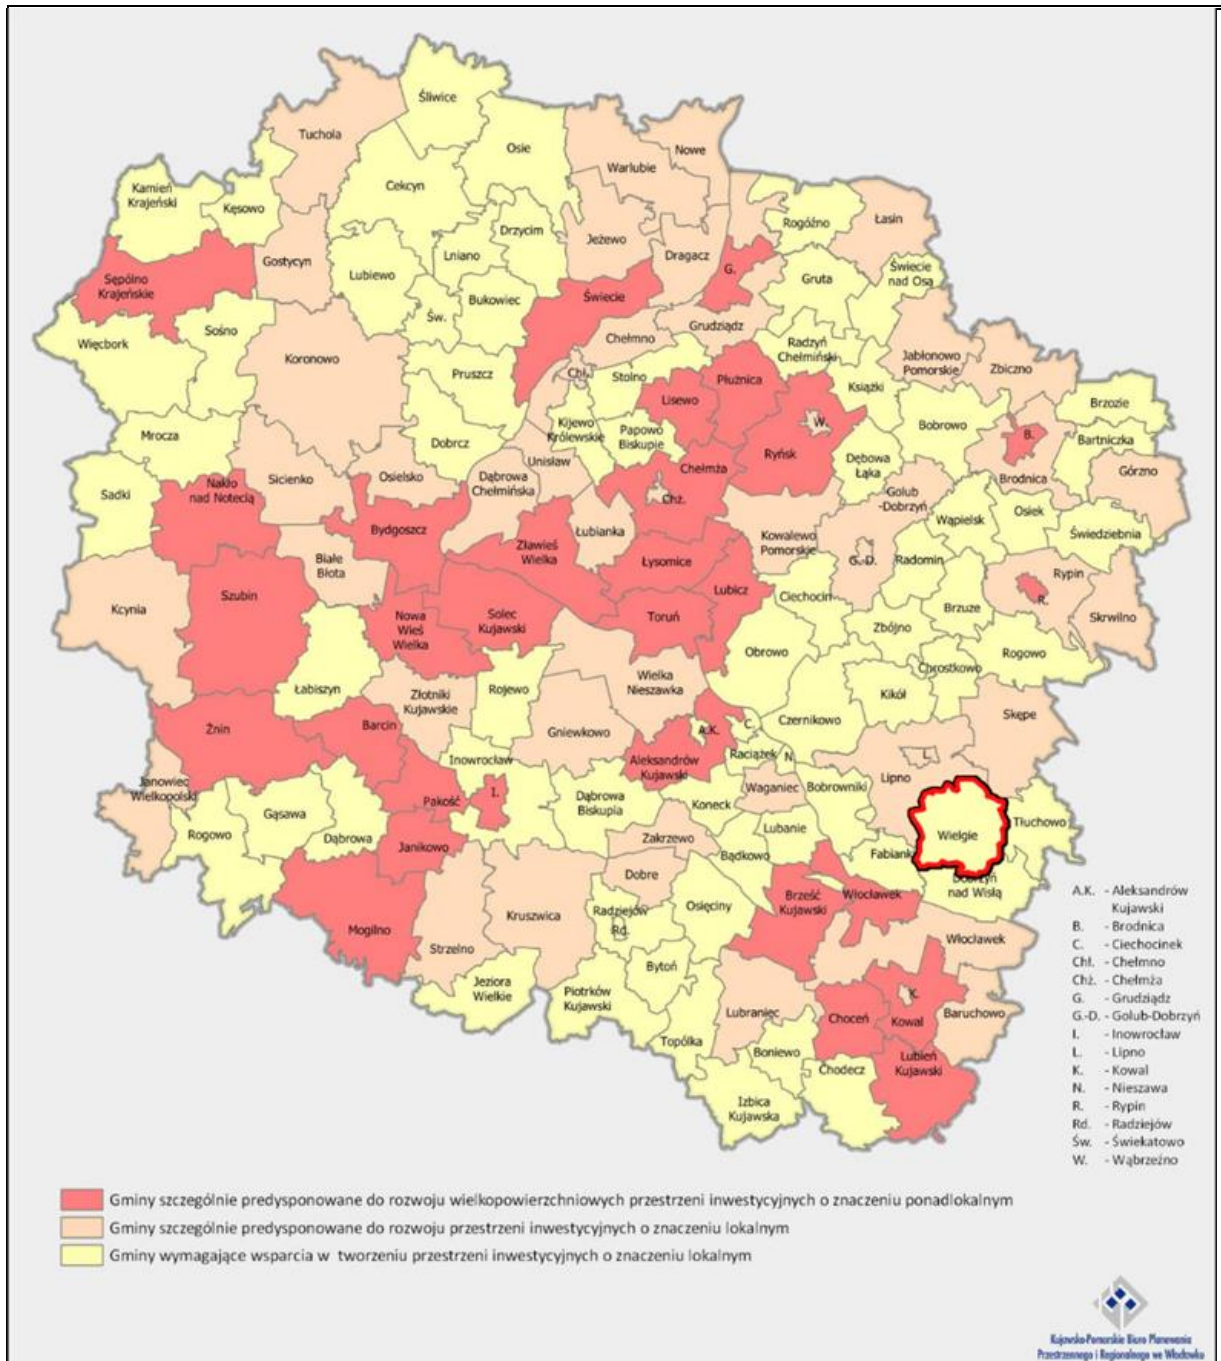 Śliwice
Tuchola
Osie
Nowe
Warlubie
Cekcyn
Kamień
Krajeński
Kęsowo
Rogóźno
Łasin
Drzycim
Jeżewo
Dragacz
Gostycyn
Lniano
Lubiewo
Świecie
nad Osą
G.
Gruta
Sępólno
Krajeńskie
Świecie
Bukowiec
Św.
Grudziądz
Sośno
Więcbork
Chełmno
Koronowo
Radzyń
Chełmiński
Jabłonowo
Pomorskie
Zbiczno
Pruszcz
Chł.
Stolno
Płużnica
Książki
Lisewo
Brzozie
W.
Bobrowo
B.
Mrocza
Dobrcz
Kijewo
Królewskie
Papowo
Biskupie
Bartniczka
Unisław
Ryńsk
Dębowa
Łąka
Górzno
Chełmża
Sicienko
Osielsko
Dąbrowa
Chełmińska
Brodnica
Nakło
nad Notecią
Sadki
Golub
-Dobrzyń
Chż.
Osiek
Wąpielsk
Łubianka
Bydgoszcz
Kowalewo
Pomorskie
Świedziebnia
Zławieś
Wielka
Białe
Błota
Łysomice
G.-D.
Radomin
Rypin
Lubicz
Ciechocin
Szubin
Kcynia
R.
Brzuze
Skrwilno
Nowa
Wieś
Wielka
Solec
Kujawski
Toruń
Zbójno
Obrowo
Rogowo
Chrostkowo
Wielka
Nieszawka
Łabiszyn
Złotniki
Kujawskie
Rojewo
Kikół
Skępe
Czernikowo
Żnin
Barcin
Gniewkowo
A.K.
C.
Raciążek
N.
L.
Inowrocław
Aleksandrów
Kujawski
Lipno
Janowiec
Wielkopolski
Waganiec
Bobrowniki
I.
Pakość
Dąbrowa
Biskupia
Koneck
Gąsawa
Rogowo
Dąbrowa
Tłuchowo
Lubanie
Wielgie
Zakrzewo
Janikowo
Bądkowo
Fabianki
Dobrzyń
nad Wisłą
Dobre
Brześć
Kujawski
Włocławek
Osięciny
Radziejów
Rd.
Kruszwica
Mogilno
Włocławek
Strzelno
Bytoń
Jeziora
Wielkie
Piotrków
Kujawski
K.
Lubraniec
Choceń
Kowal
Baruchowo
Topólka
Boniewo
Lubień
Kujawski
Chodecz
Izbica
Kujawska
A.K. - Aleksandrów
Kujawski
B. - Brodnica
C. - Ciechocinek
Chł. - Chełmno
Chż. - Chełmża
G. - Grudziądz
G.-D. - Golub-Dobrzyń
I. - Inowrocław
L. - Lipno
K. - Kowal
N. - Nieszawa
R. - Rypin
Rd. - Radziejów
Św. - Świekatowo
W. - Wąbrzeźno
Gminy szczególnie predysponowane do rozwoju wielkopowierzchniowych przestrzeni inwestycyjnych o znaczeniu ponadlokalnym
Gminy szczególnie predysponowane do rozwoju przestrzeni inwestycyjnych o znaczeniu lokalnym
Gminy wymagające wsparcia w tworzeniu przestrzeni inwestycyjnych o znaczeniu lokalnym
Kujawsko-Pomorskie Biuro Planowania
Przestrzennego i Regionalnego we Włocławku